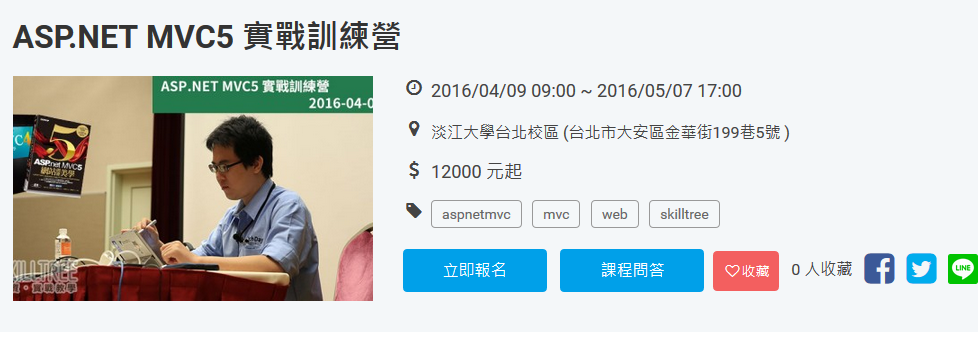 ASP.NET MVC5 實戰訓練營
ASP.NET MVC5 實戰訓練營
2016-04-0
5
ASP.net MVC5
2016/04/09 09:00 ~ 2016/05/07 17:00
淡江大學台北校區 (台北市大安區金華街199巷5號 )
12000 元起
aspnetmvc mvc web skilltree
立即報名 課程問答 收藏 0 人收藏
LINE
KILLTREE
實戰教學